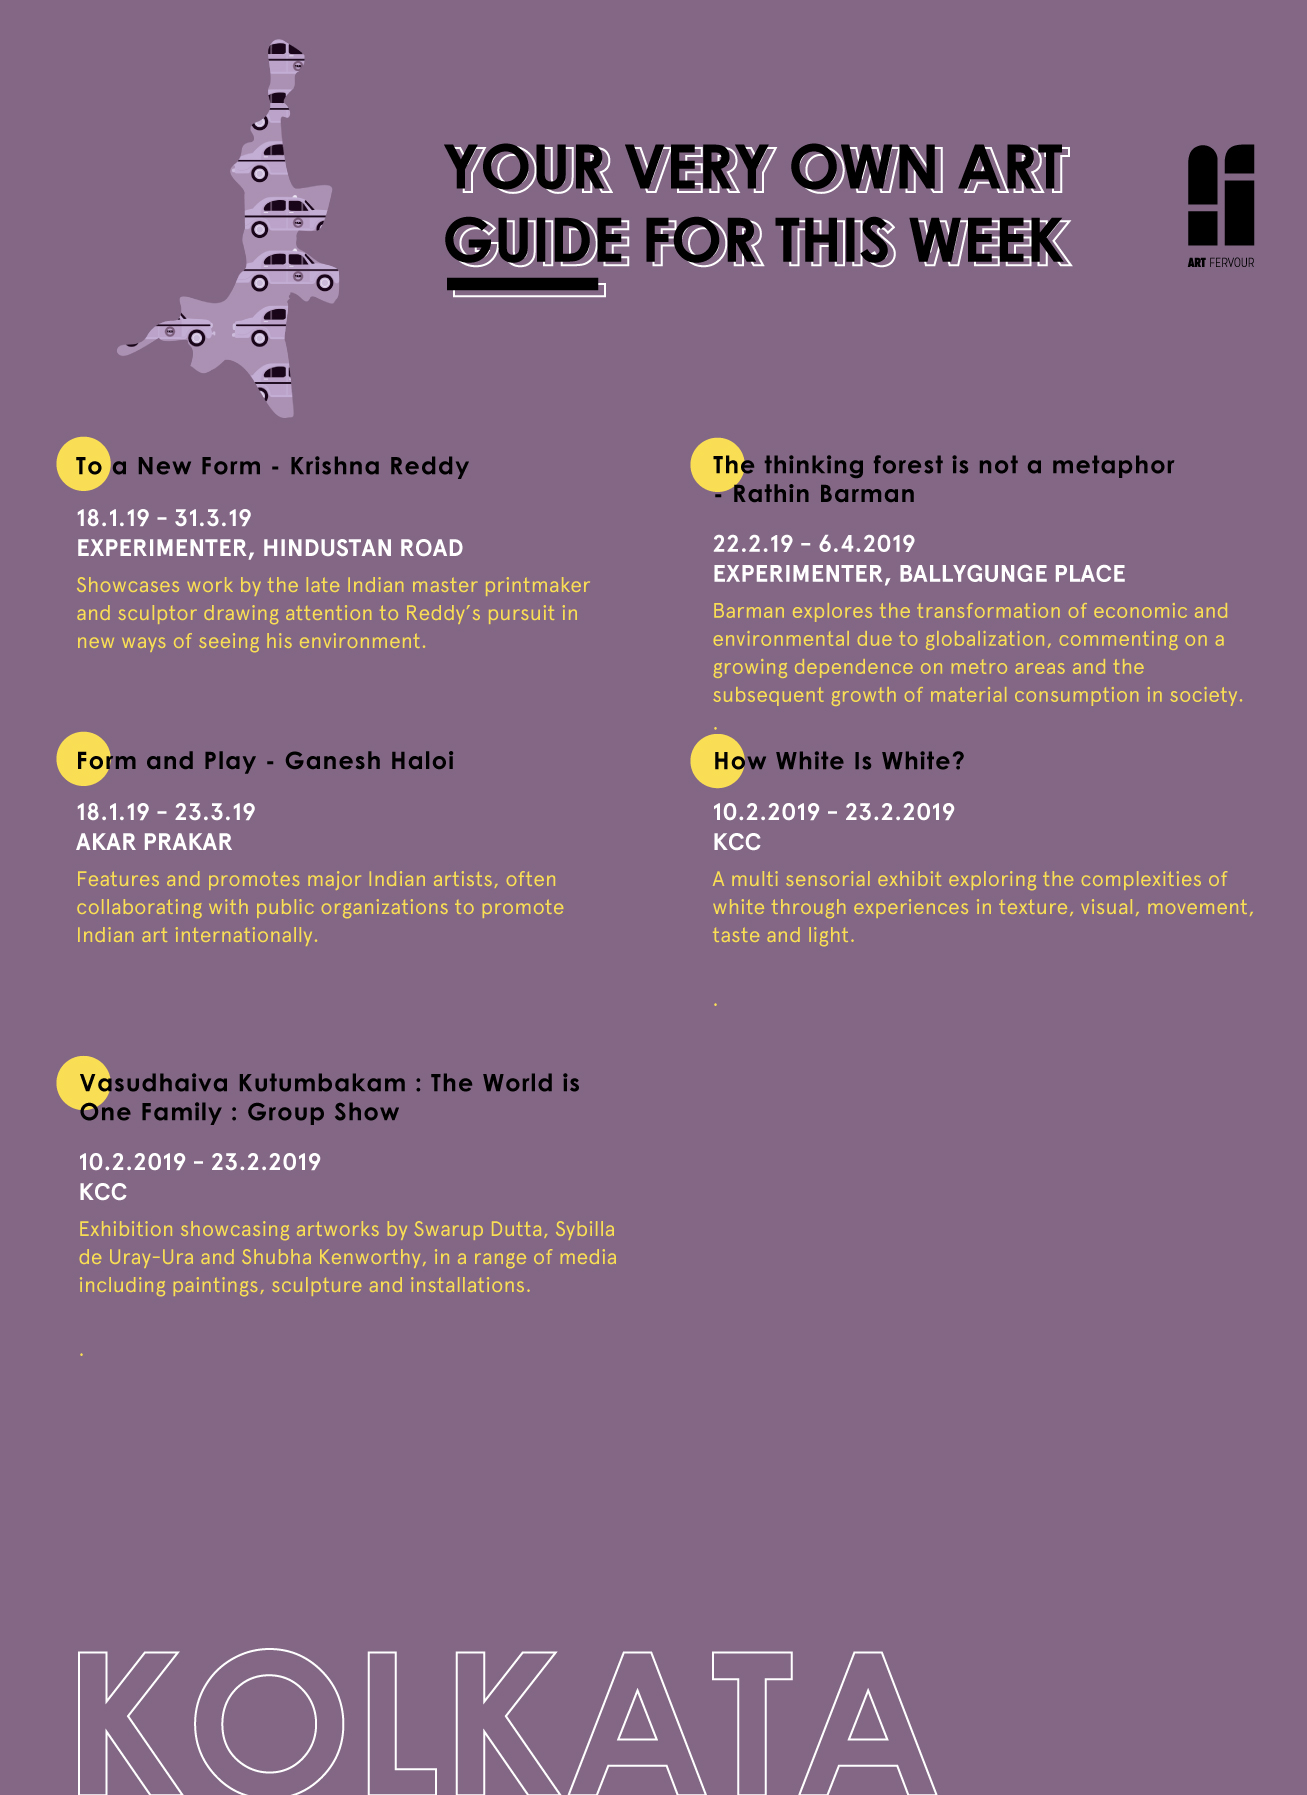 YOUR VERY OWN ART
GUIDE FOR THIS WEEK
ART FERVOUR
To a New Form - Krishna Reddy
18.1.19 - 31.3.19
EXPERIMENTER, HINDUSTAN ROAD
Showcases work by the late Indian master printmaker
and sculptor drawing attention to Reddy's pursuit in
new ways of seeing his environment.
The thinking forest is not a metaphor
- Rathin Barman
22.2.19 - 6.4.2019
EXPERIMENTER, BALLYGUNGE PLACE
Barman explores the transformation of economic and
environmental due to globalization, commenting on a
growing dependence on metro areas and the
subsequent growth of material consumption in society.
.
Form and Play - Ganesh Haloi
18.1.19 - 23.3.19
AKAR PRAKAR
Features and promotes major Indian artists, often
collaborating with public organizations to promote
Indian art internationally.
How White Is White?
10.2.2019 - 23.2.2019
KCC
A multi sensorial exhibit exploring the complexities of
white through experiences in texture, visual, movement,
taste and light.
.
Vasudhaiva Kutumbakam : The World is
One Family : Group Show
10.2.2019 - 23.2.2019
KCC
Exhibition showcasing artworks by Swarup Dutta, Sybilla
de Uray-Ura and Shubha Kenworthy, in a range of media
including paintings, sculpture and installations.
.
KOLKATA